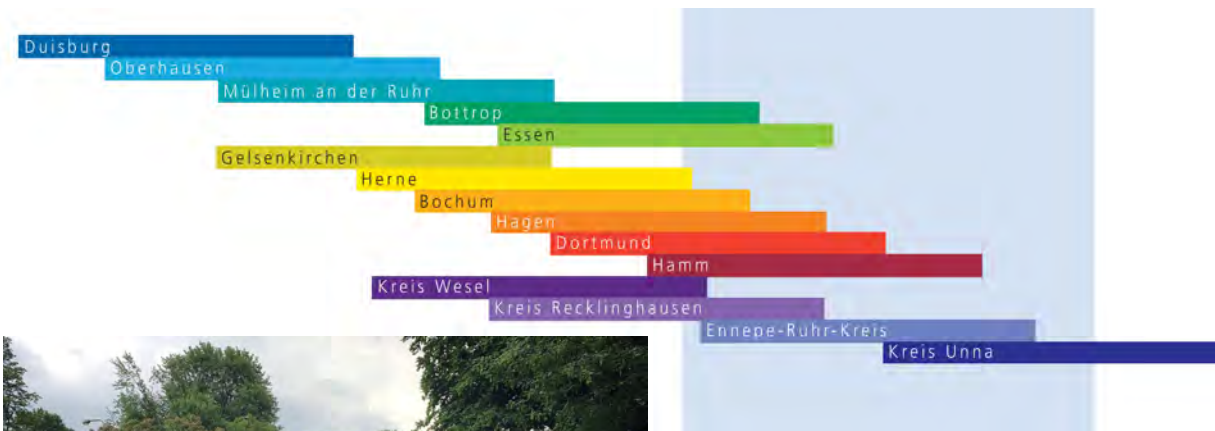 Duisburg
Oberhausen
Mülheim an der Ruhr
Bottrop
Essen
Gelsenkirchen
Herne
Bochum
Hagen
Dortmund
Hamm
Kreis Wesel
Kreis Recklinghausen
Ennepe-Ruhr-Kreis
Kreis Unna